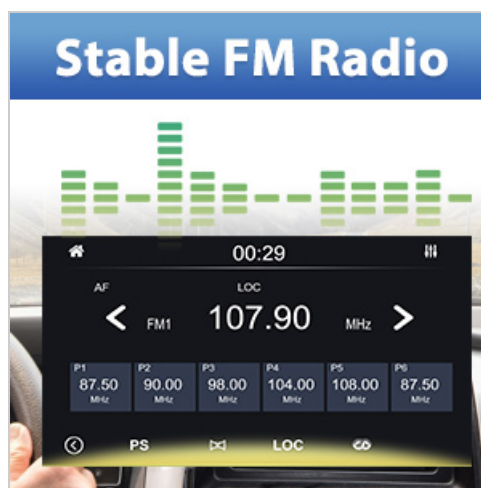 Stable FM Radio
00:29
AF LOC
FM1 107.90 MHz
P1 P2 P3 P4 P5 P6
87.50 90.00 98.00 104.00 108.00 87.50
MHz MHz MHz MHz MHz MHz
PS LOC